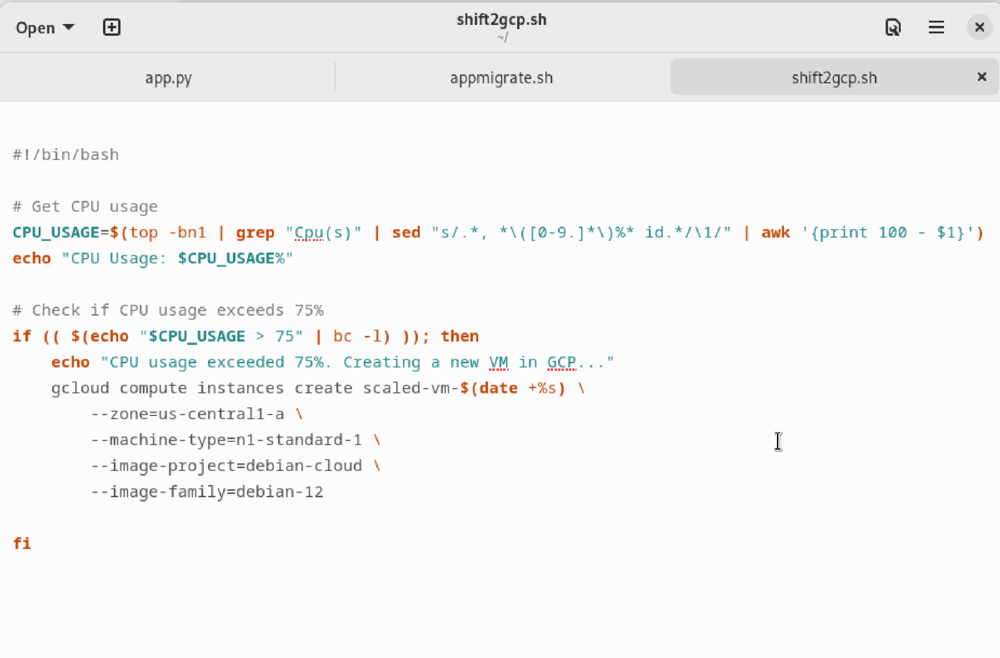 Open
shift2gcp.sh
~/
app.py
appmigrate.sh
shift2gcp.sh
#!/bin/bash
# Get CPU usage
CPU_USAGE=$(top -bn1 | grep "Cpu(s)" | sed "s/.*, *\([0-9.]*\)%* id.*/\1/" | awk '{print 100 - $1}')
echo "CPU Usage: $CPU_USAGE%"
# Check if CPU usage exceeds 75%
if (( $(echo "$CPU_USAGE > 75" | bc -l) )); then
    echo "CPU usage exceeded 75%. Creating a new VM in GCP..."
    gcloud compute instances create scaled-vm-$(date +%s) \
        --zone=us-central1-a \
        --machine-type=n1-standard-1 \
        --image-project=debian-cloud \
        --image-family=debian-12
fi